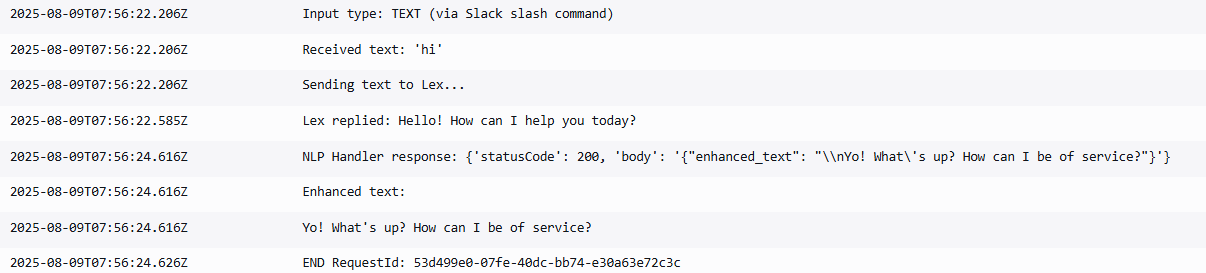 2025-08-09T07:56:22.206Z Input type: TEXT (via Slack slash command)
2025-08-09T07:56:22.206Z Received text: 'hi'
2025-08-09T07:56:22.206Z Sending text to Lex...
2025-08-09T07:56:22.585Z Lex replied: Hello! How can I help you today?
2025-08-09T07:56:24.616Z NLP Handler response: {'statusCode': 200, 'body': '{"enhanced_text": "\\nYo! What\'s up? How can I be of service?"}'}
2025-08-09T07:56:24.616Z Enhanced text:
2025-08-09T07:56:24.616Z Yo! What's up? How can I be of service?
2025-08-09T07:56:24.626Z END RequestId: 53d499e0-07fe-40dc-bb74-e30a63e72c3c